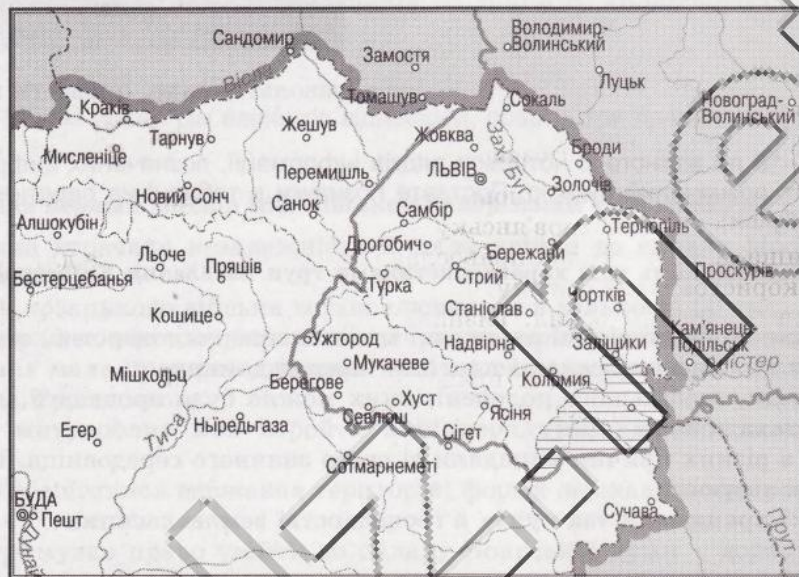 Сандомир
Замостя
Володимир-
Волинський
Луцьк
Вісла
Томашув
Сокаль
Новоград-
Волинський
Краків
Тарнув
Жешув
Жовква
Зах. Буг
Броди
Мисленіце
Перемишль
ЛЬВІВ
Золочів
Новий Сонч
Санок
Самбір
Тернопіль
Алшокубін
Дрогобич
Бережани
Льоче
Пряшів
Стрий
Проскурів
Бестерцебанья
Турка
Чортків
Кошице
Станіслав
Кам'янець-
Подільськ
Ужгород
Надвірна
Заліщики
Дністер
Мукачеве
Мішкольц
Коломия
Берегове
Хуст
Ясіня
Севлюш
Тиса
Ньїредьгаза
Егер
Сігет
Сотмарнеметі
БУДА
Пешт
Сучава
Дунай
Прут